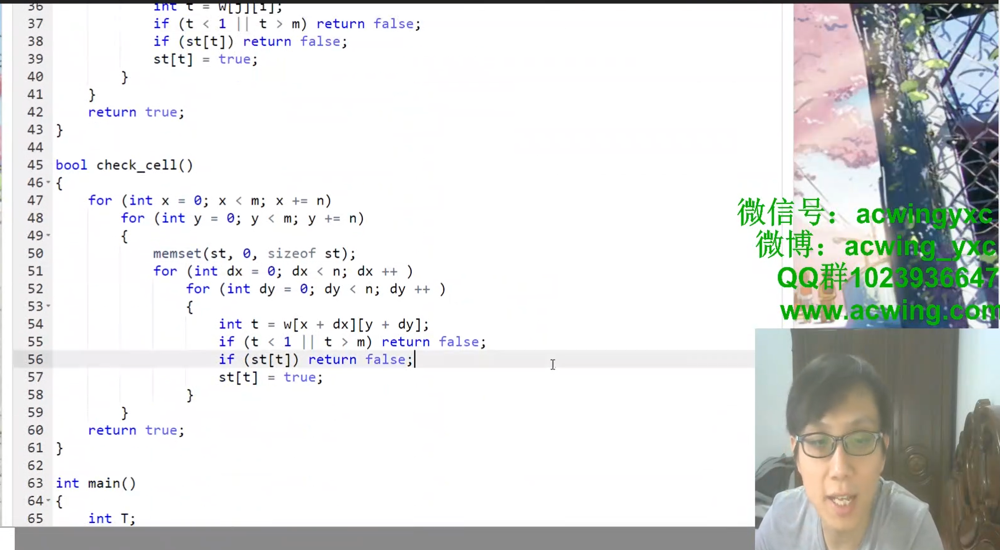 36 int t = w[j][i];
37 if (t < 1 || t > m) return false;
38 if (st[t]) return false;
39 st[t] = true;
40 }
41 }
42 return true;
43 }
44
45 bool check_cell()
46 {
47 for (int x = 0; x < m; x += n)
48 for (int y = 0; y < m; y += n)
49 {
50 memset(st, 0, sizeof st);
51 for (int dx = 0; dx < n; dx ++ )
52 for (int dy = 0; dy < n; dy ++ )
53 {
54 int t = w[x + dx][y + dy];
55 if (t < 1 || t > m) return false;
56 if (st[t]) return false;
57 st[t] = true;
58 }
59 }
60 return true;
61 }
62
63 int main()
64 {
65 int T;
微信号：acwingyxc
微博：acwing_yxc
QQ群1023936647
www.acwing.com